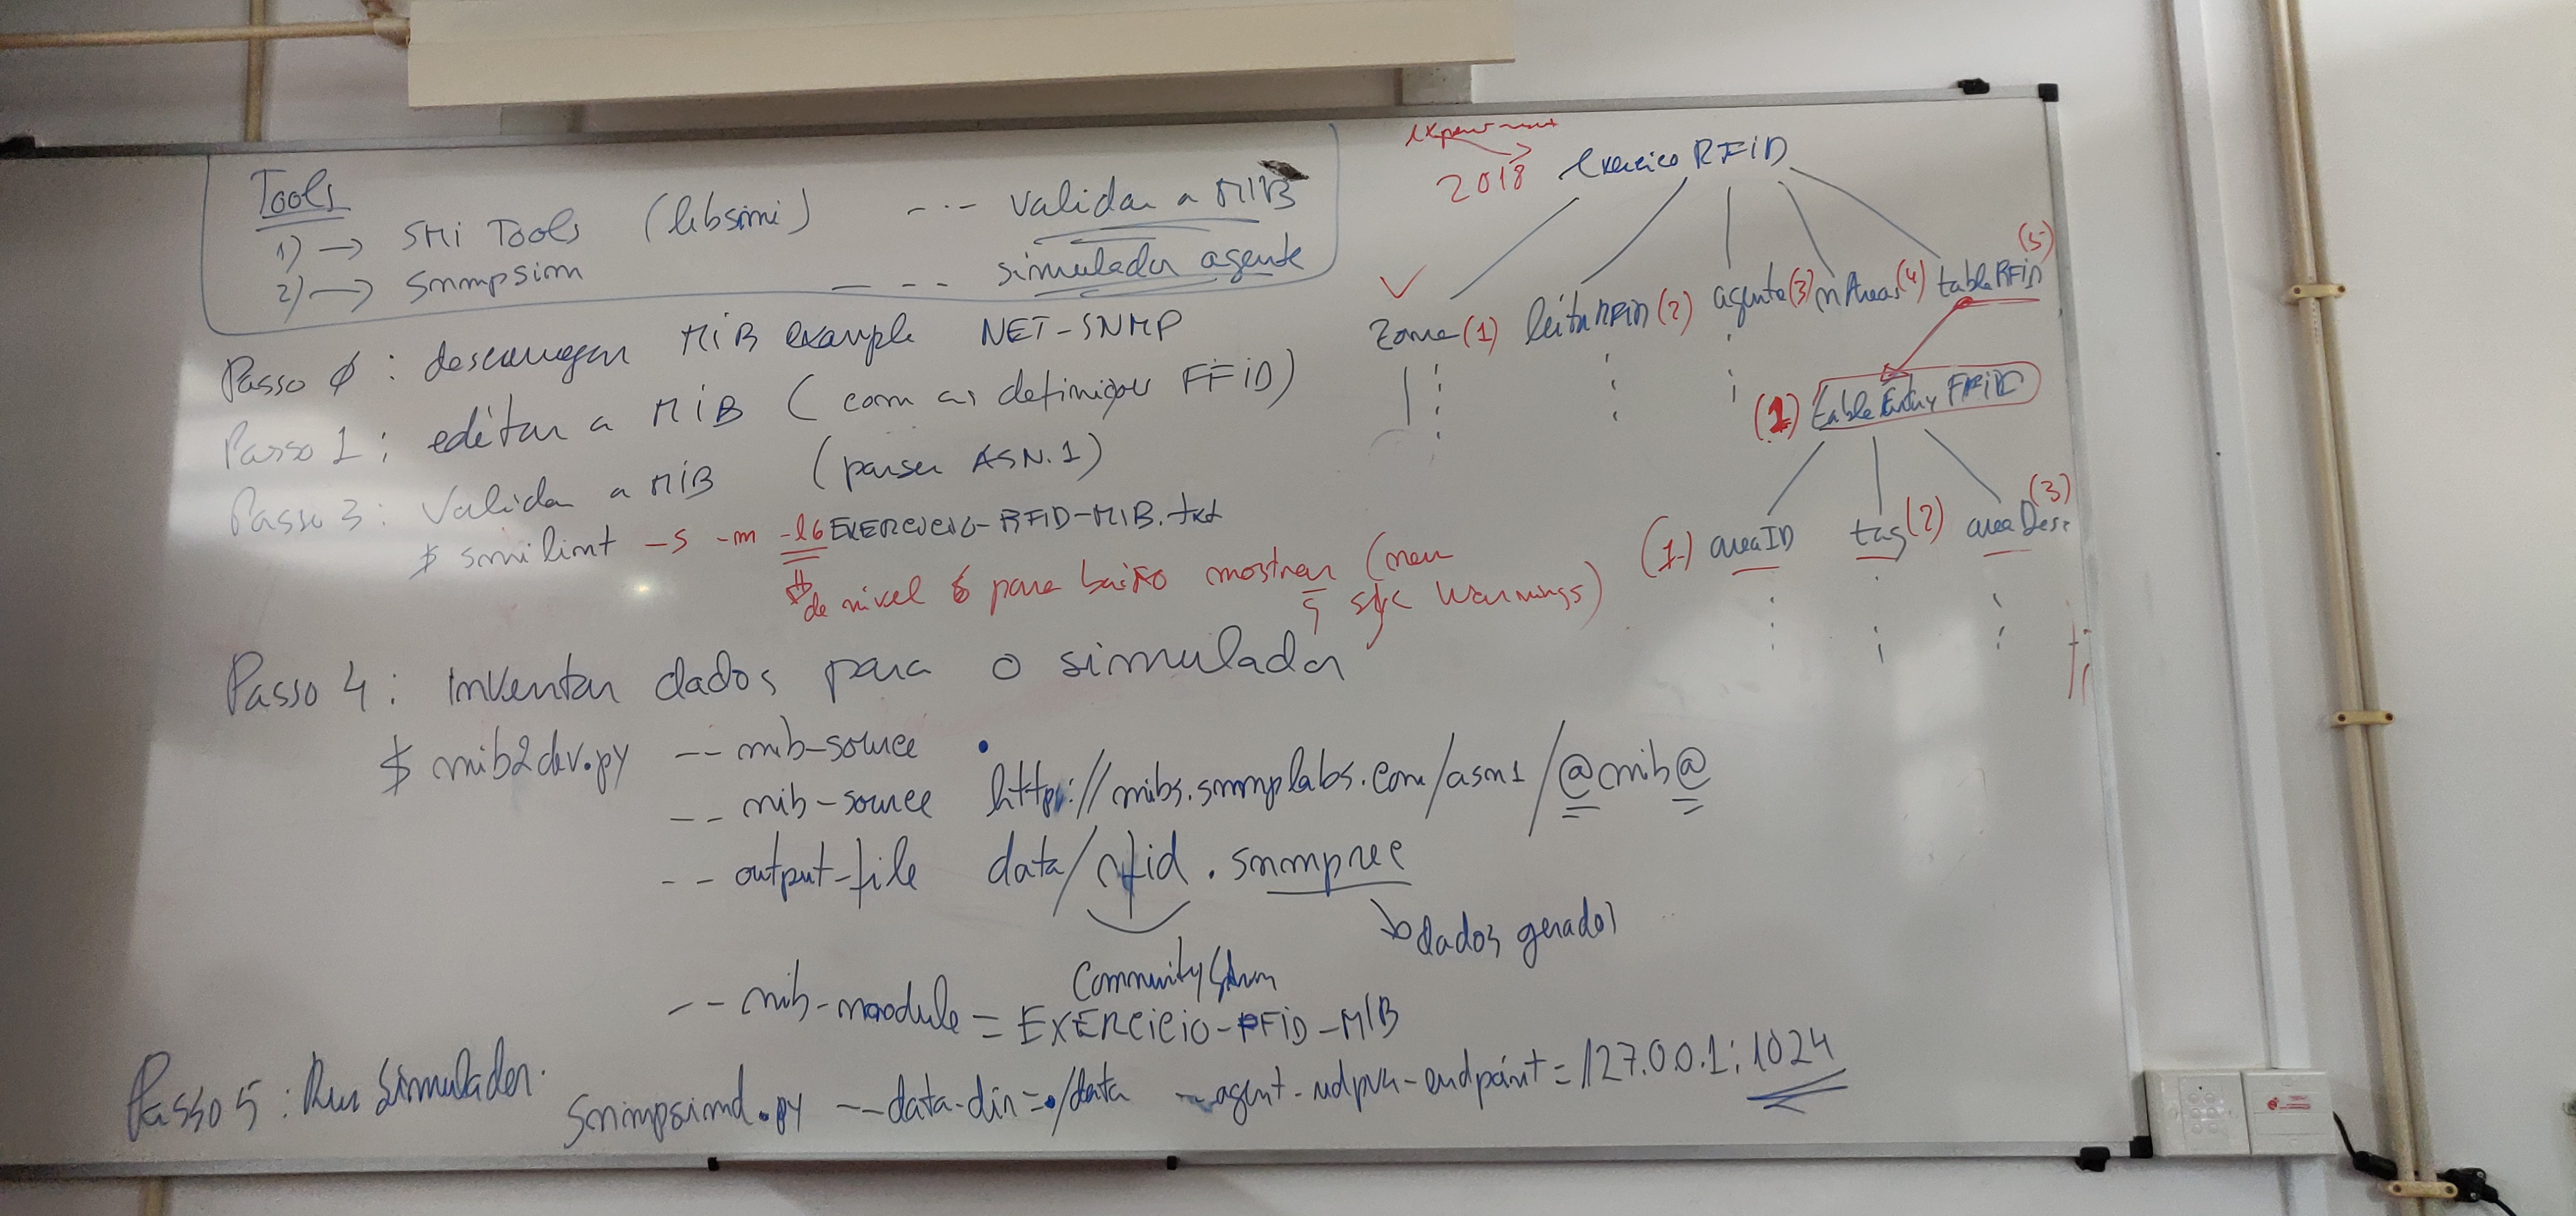 Tools
1) → SMi Tools (libsmi) --- validar a MiB
2) → Snmpsim --- simulador agente
Passo 0 : descarregar MiB example NET-SNMP
Passo 1 : editar a MiB ( com as definições FFiD)
Passo 3 : Validar a MiB (parser ASN.1)
$ smilint -s -m -l6 EXERCICIO-RFID-MIB.txt
de nivel 6 para baixo mostrar (nem warnings)
Passo 4 : inventar dados para o simulador
$ mib2dev.py -- mib-source .
-- mib-source http://mibs.snmplabs.com/asn1/@mib@
-- output-file data/rfid.snmprec
→ dados gerados
Community
-- mib-module = EXERCICIO-RFiD-MIB
Passo 5 : Run Simulador.
Snmpsimd.py --data-dir=./data --agent-udpv4-endpoint=127.0.0.1:1024
experiment
2018 Exercicio RFiD
Zona (1) leitorRFiD (2) agente (3) nAreas (4) tableRFiD (5)
(1) tableEntry FFiD
(1) areaID tag (2) areaDesc (3)